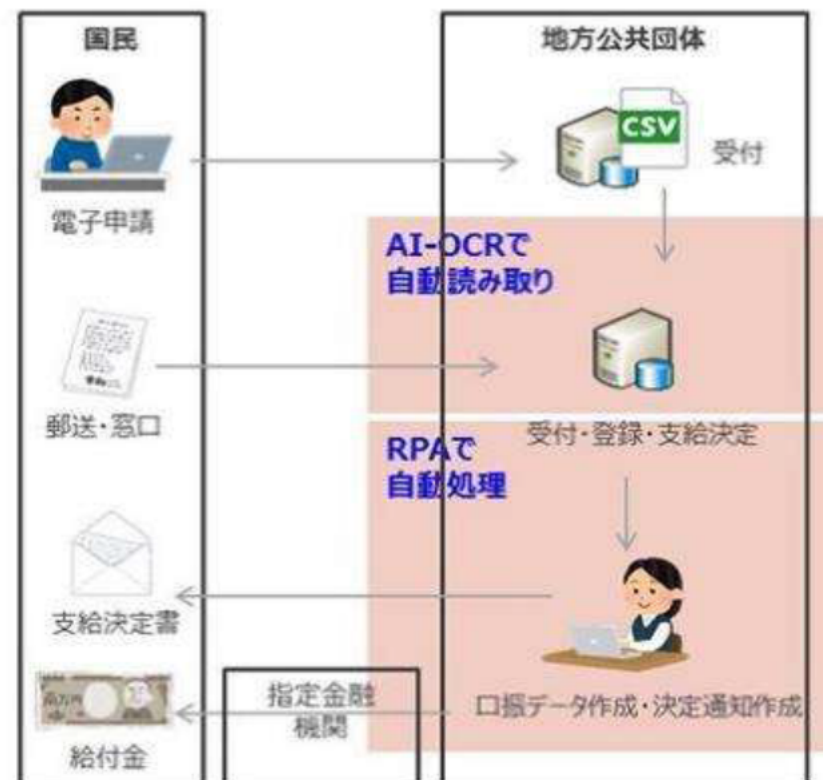 国民
地方公共団体
CSV
受付
電子申請
AI-OCRで
自動読み取り
郵送・窓口
受付・登録・支給決定
RPAで
自動処理
支給決定書
指定金融
機関
口振データ作成・決定通知作成
給付金